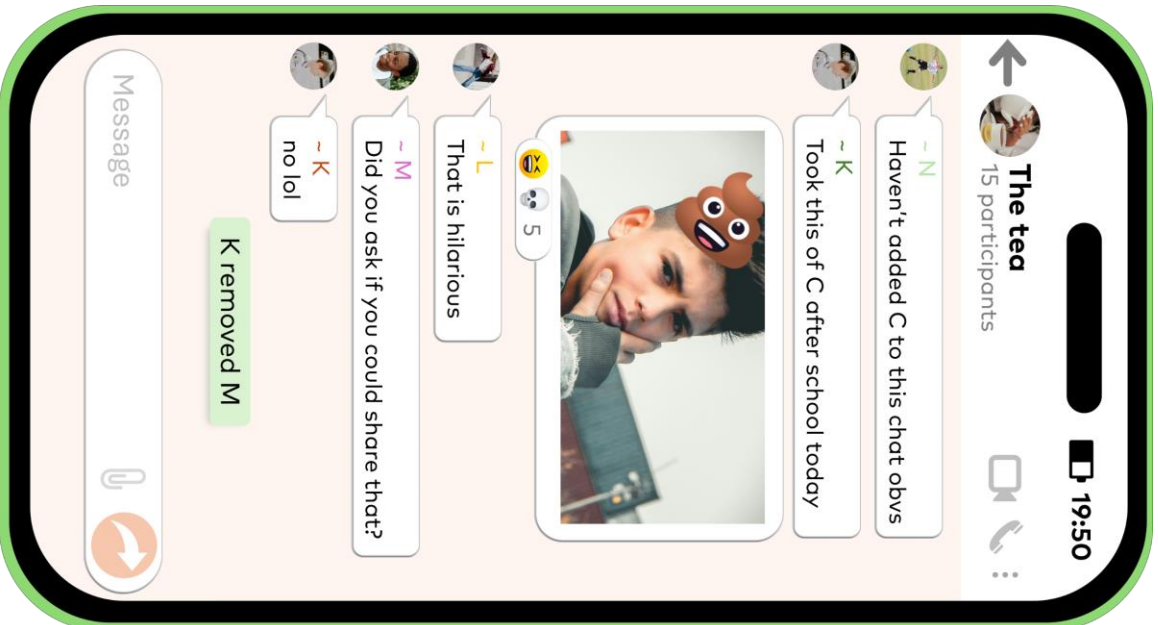 19:50
The tea
15 participants
~ N
Haven't added C to this chat obvs
~ K
Took this of C after school today
5
~ L
That is hilarious
~ M
Did you ask if you could share that?
~ K
no lol
K removed M
Message